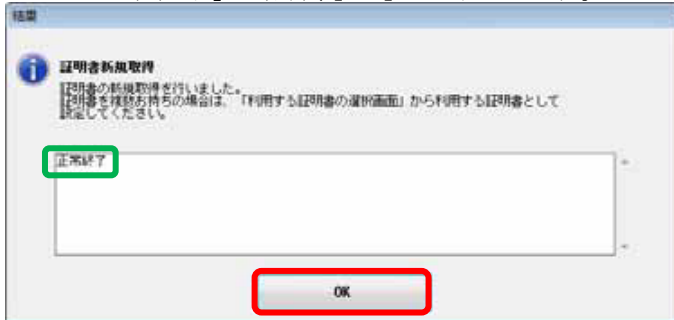 結果
証明書新規取得
証明書の新規取得を行いました。
証明書を複数お持ちの場合は、「利用する証明書の選択画面」から利用する証明書として
設定してください。
正常終了
OK